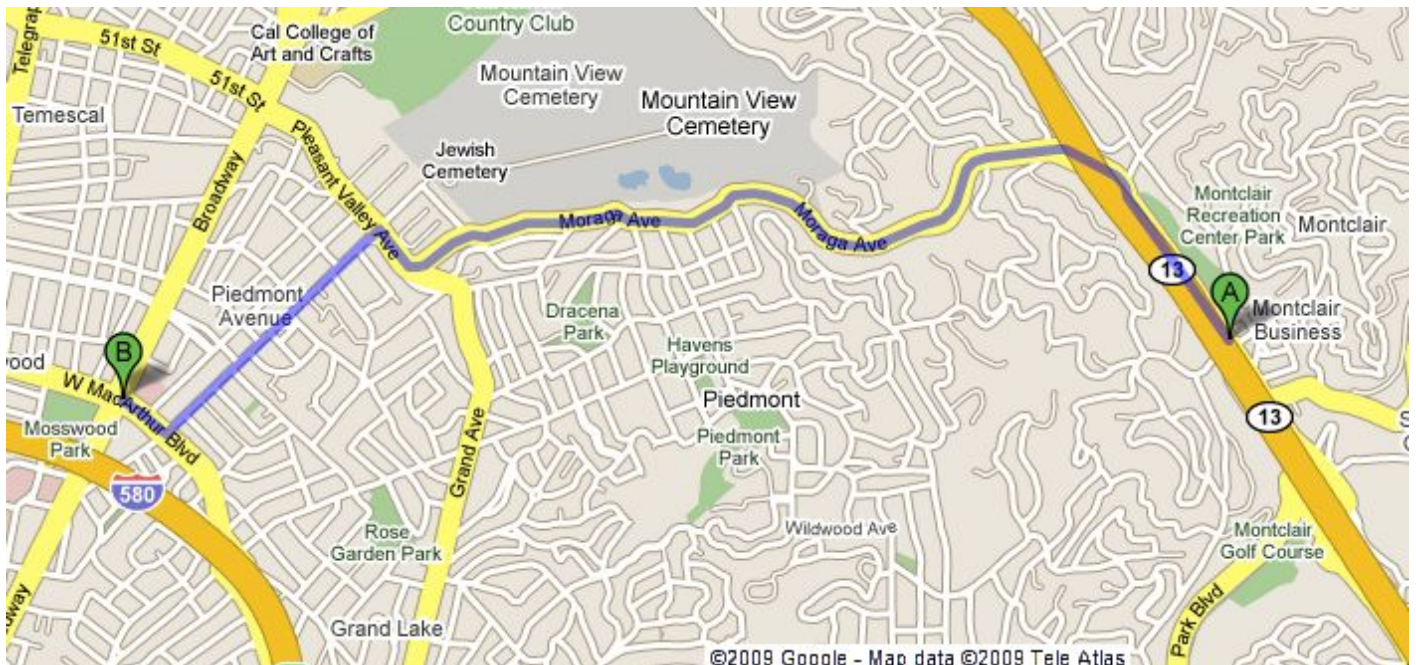 Telegrap
51st St
51st St
Cal College of
Art and Crafts
Country Club
Mountain View
Cemetery
Mountain View
Cemetery
Temescal
Pleasant Valley Ave
Jewish
Cemetery
Broadway
Moraga Ave
Moraga Ave
Montclair
Recreation
Center Park
Montclair
13
A
Montclair
Business
Piedmont
Avenue
Dracena
Park
Havens
Playground
B
wood
W MacArthur Blvd
Mosswood
Park
Piedmont
Piedmont
Park
13
S
580
Grand Ave
Rose
Garden Park
Wildwood Ave
Montclair
Golf Course
Park Blvd
adway
Grand Lake
©2009 Google - Map data ©2009 Tele Atlas